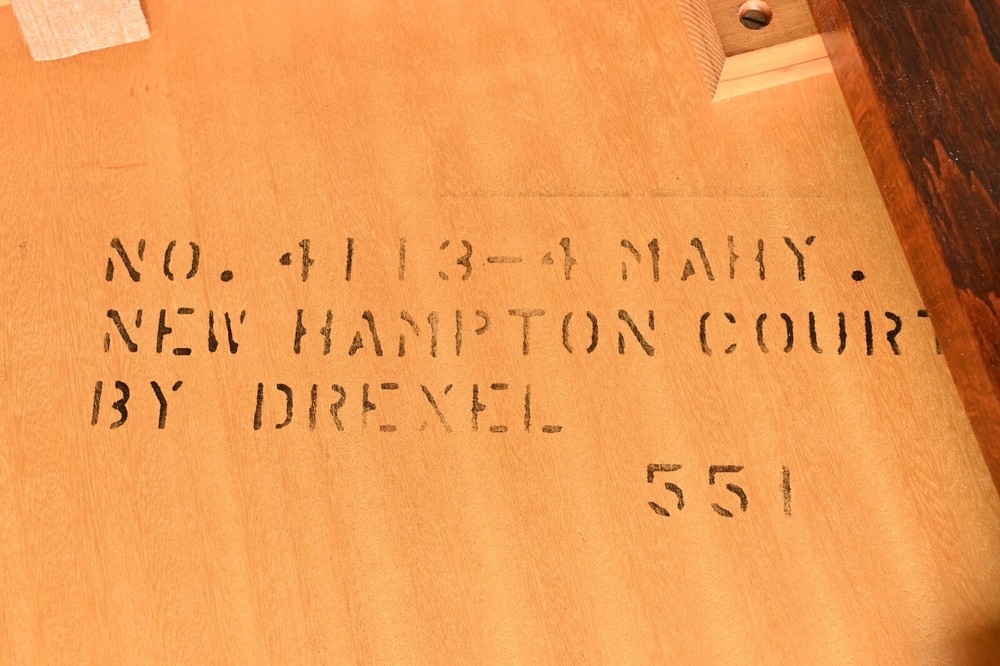 NO. 4113-4 MAHY.
NEW HAMPTON COURT
BY DREXEL
551